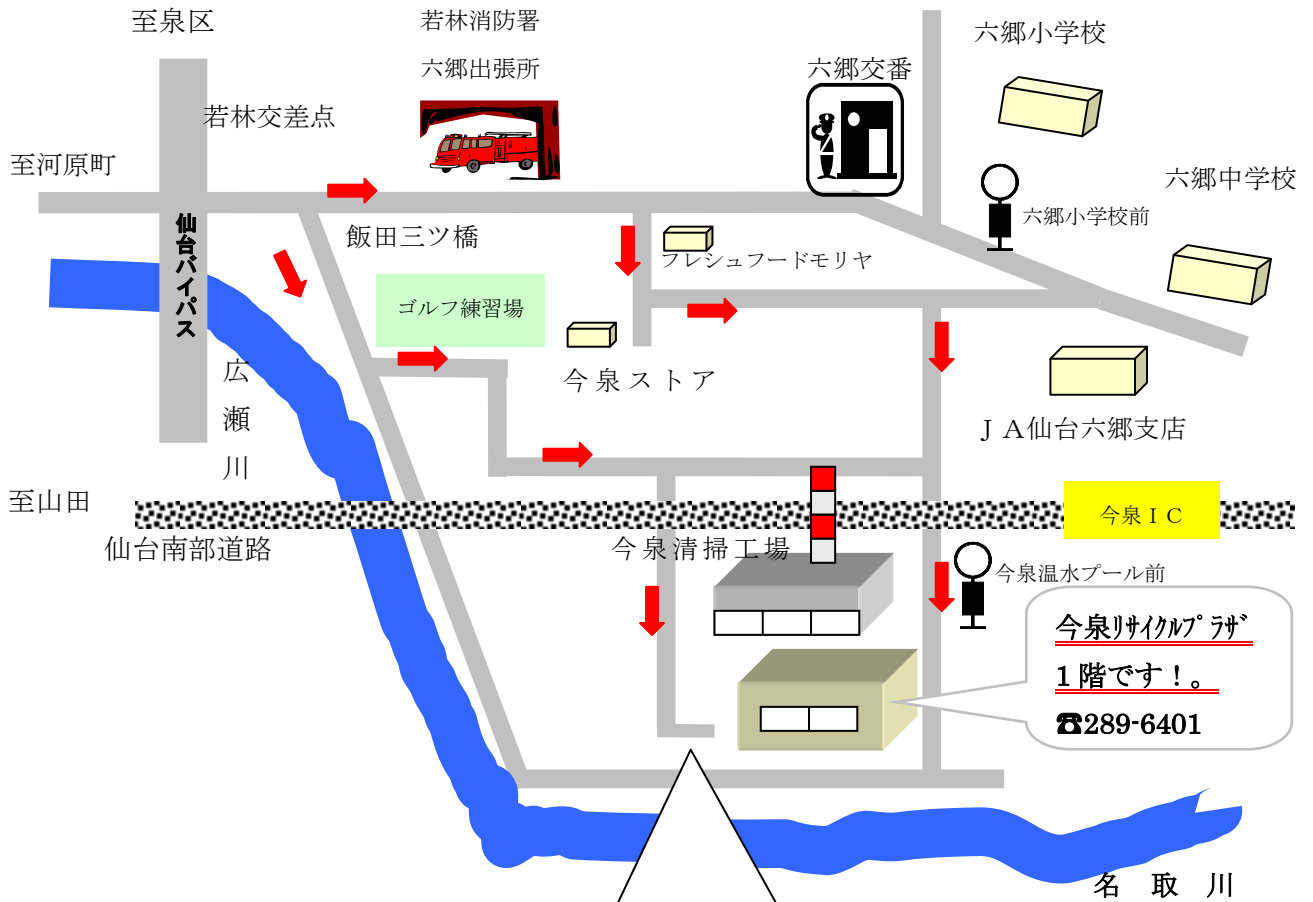 至泉区
若林消防署
六郷出張所
六郷小学校
六郷交番
若林交差点
至河原町
六郷中学校
六郷小学校前
仙台バイパス
飯田三ツ橋
フレシュフードモリヤ
ゴルフ練習場
広瀬川
今泉ストア
ＪＡ仙台六郷支店
至山田
今泉ＩＣ
仙台南部道路
今泉清掃工場
今泉温水プール前
今泉ﾘｻｲｸﾙﾌﾟﾗｻﾞ
１階です！。
☎289-6401
名取川